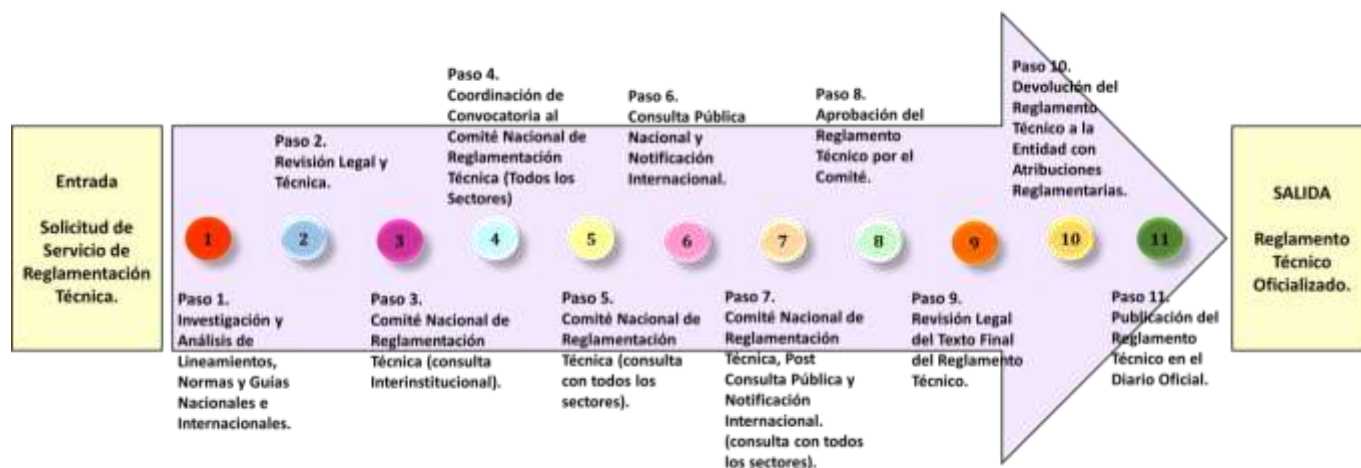 Entrada
Solicitud de
Servicio de
Reglamentación
Técnica.
1
2
3
4
5
6
7
8
9
10
11
Paso 1.
Investigación y
Análisis de
Lineamientos,
Normas y Guías
Nacionales e
Internacionales.
Paso 2.
Revisión Legal y
Técnica.
Paso 3.
Comité Nacional de
Reglamentación
Técnica (consulta
Interinstitucional).
Paso 4.
Coordinación de
Convocatoria al
Comité Nacional de
Reglamentación
Técnica (Todos los
Sectores)
Paso 5.
Comité Nacional de
Reglamentación
Técnica (consulta
con todos los
sectores).
Paso 6.
Consulta Pública
Nacional y
Notificación
Internacional.
Paso 7.
Comité Nacional de
Reglamentación
Técnica, Post
Consulta Pública y
Notificación
Internacional.
(consulta con todos
los sectores).
Paso 8.
Aprobación del
Reglamento
Técnico por el
Comité.
Paso 9.
Revisión Legal
del Texto Final
del Reglamento
Técnico.
Paso 10.
Devolución del
Reglamento
Técnico a la
Entidad con
Atribuciones
Reglamentarias.
Paso 11.
Publicación del
Reglamento
Técnico en el
Diario Oficial.
SALIDA
Reglamento
Técnico
Oficializado.